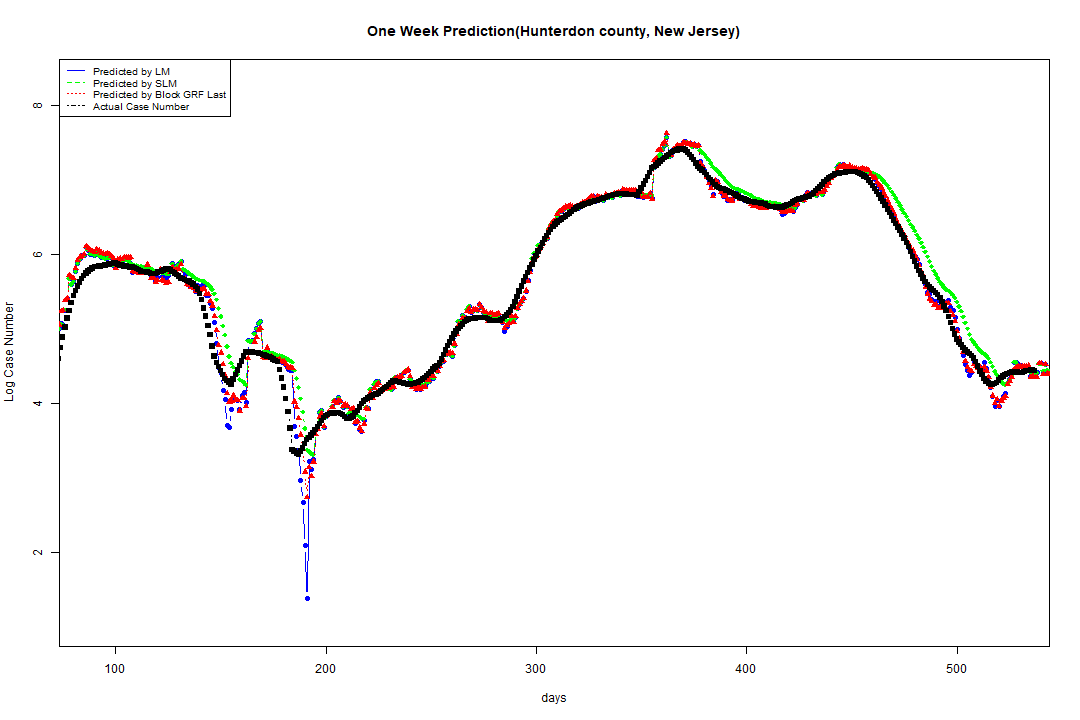 One Week Prediction(Hunterdon county, New Jersey)
Predicted by LM
Predicted by SLM
Predicted by Block GRF Last
Actual Case Number
8
6
4
2
Log Case Number
100 200 300 400 500
days